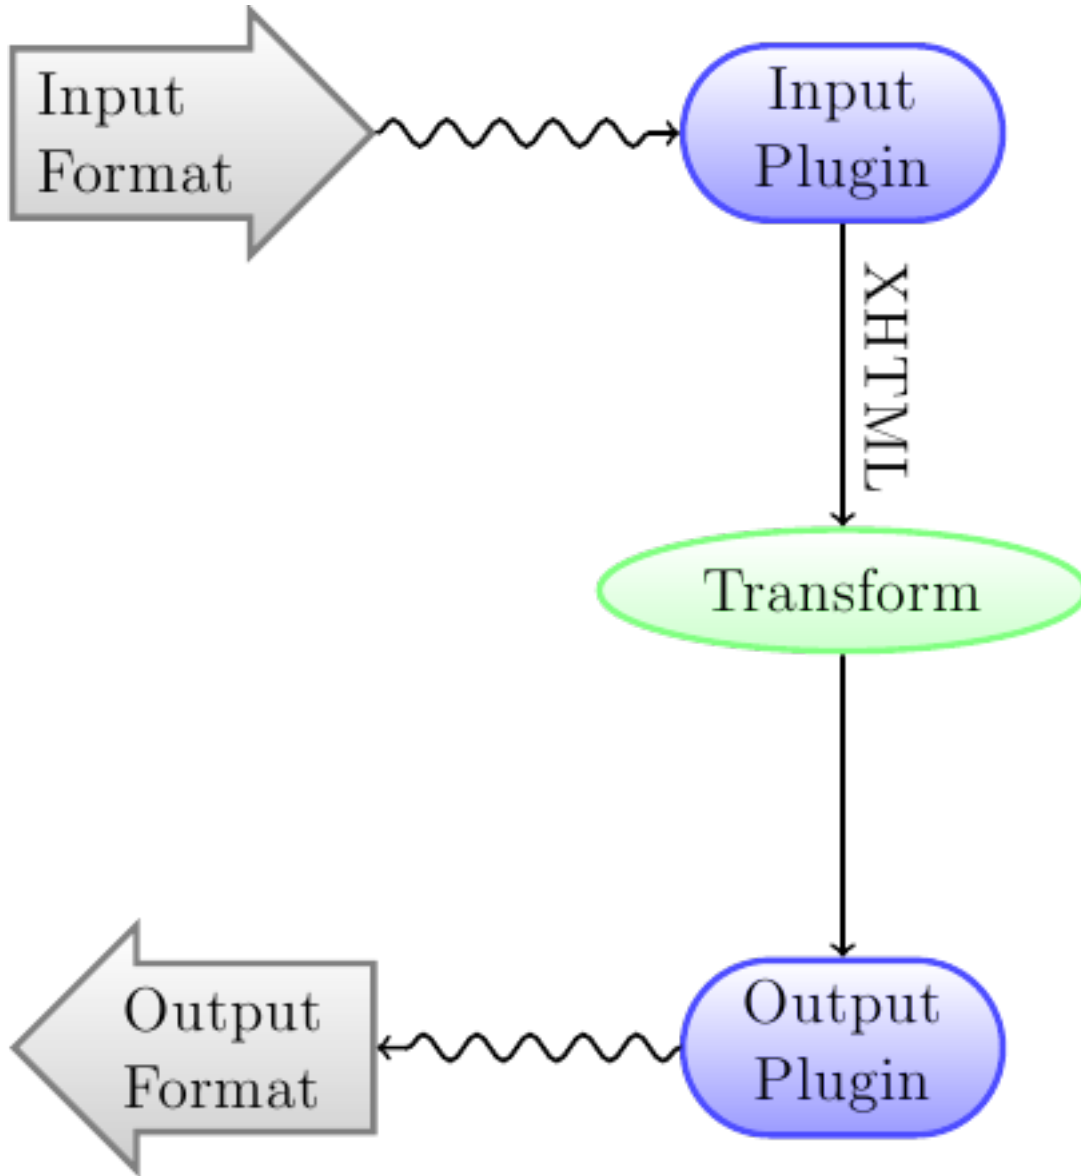 Input
Format
Input
Plugin
XHTML
Transform
Output
Plugin
Output
Format